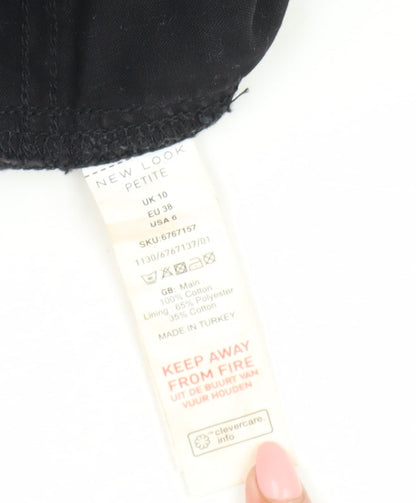 NEW LOOK
PETITE
UK 10
EU 38
USA 6
SKU:6767157
1130/6767137/01
GB: Main
100% Cotton
Lining 65% Polyester
35% Cotton
MADE IN TURKEY
KEEP AWAY
FROM FIRE
UIT DE BUURT VAN
VUUR HOUDEN
clevercare.
info